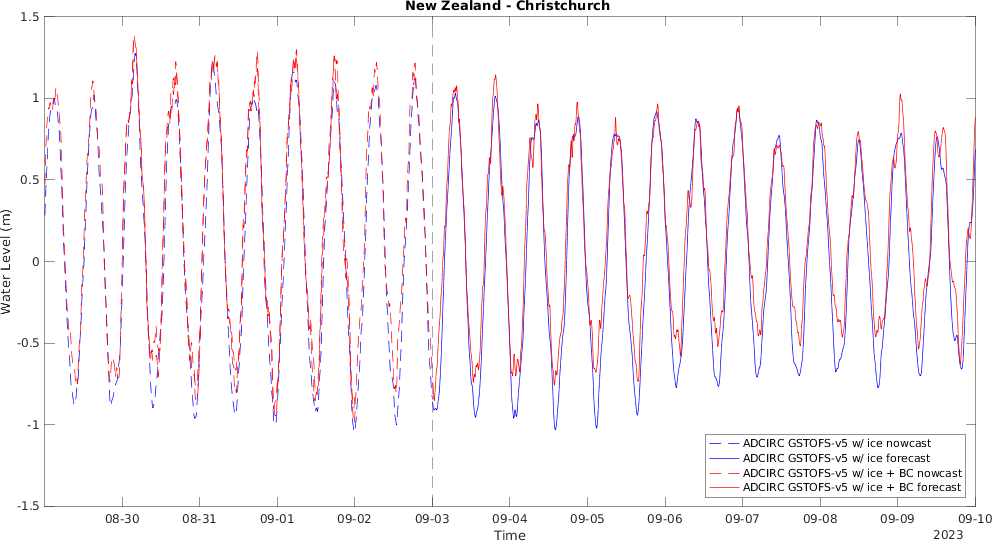 New Zealand - Christchurch
1.5
1
0.5
0
-0.5
-1
-1.5
Water Level (m)
08-30
08-31
09-01
09-02
09-03
09-04
09-05
09-06
09-07
09-08
09-09
09-10
Time
2023
ADCIRC GSTOFS-v5 w/ ice nowcast
ADCIRC GSTOFS-v5 w/ ice forecast
ADCIRC GSTOFS-v5 w/ ice + BC nowcast
ADCIRC GSTOFS-v5 w/ ice + BC forecast